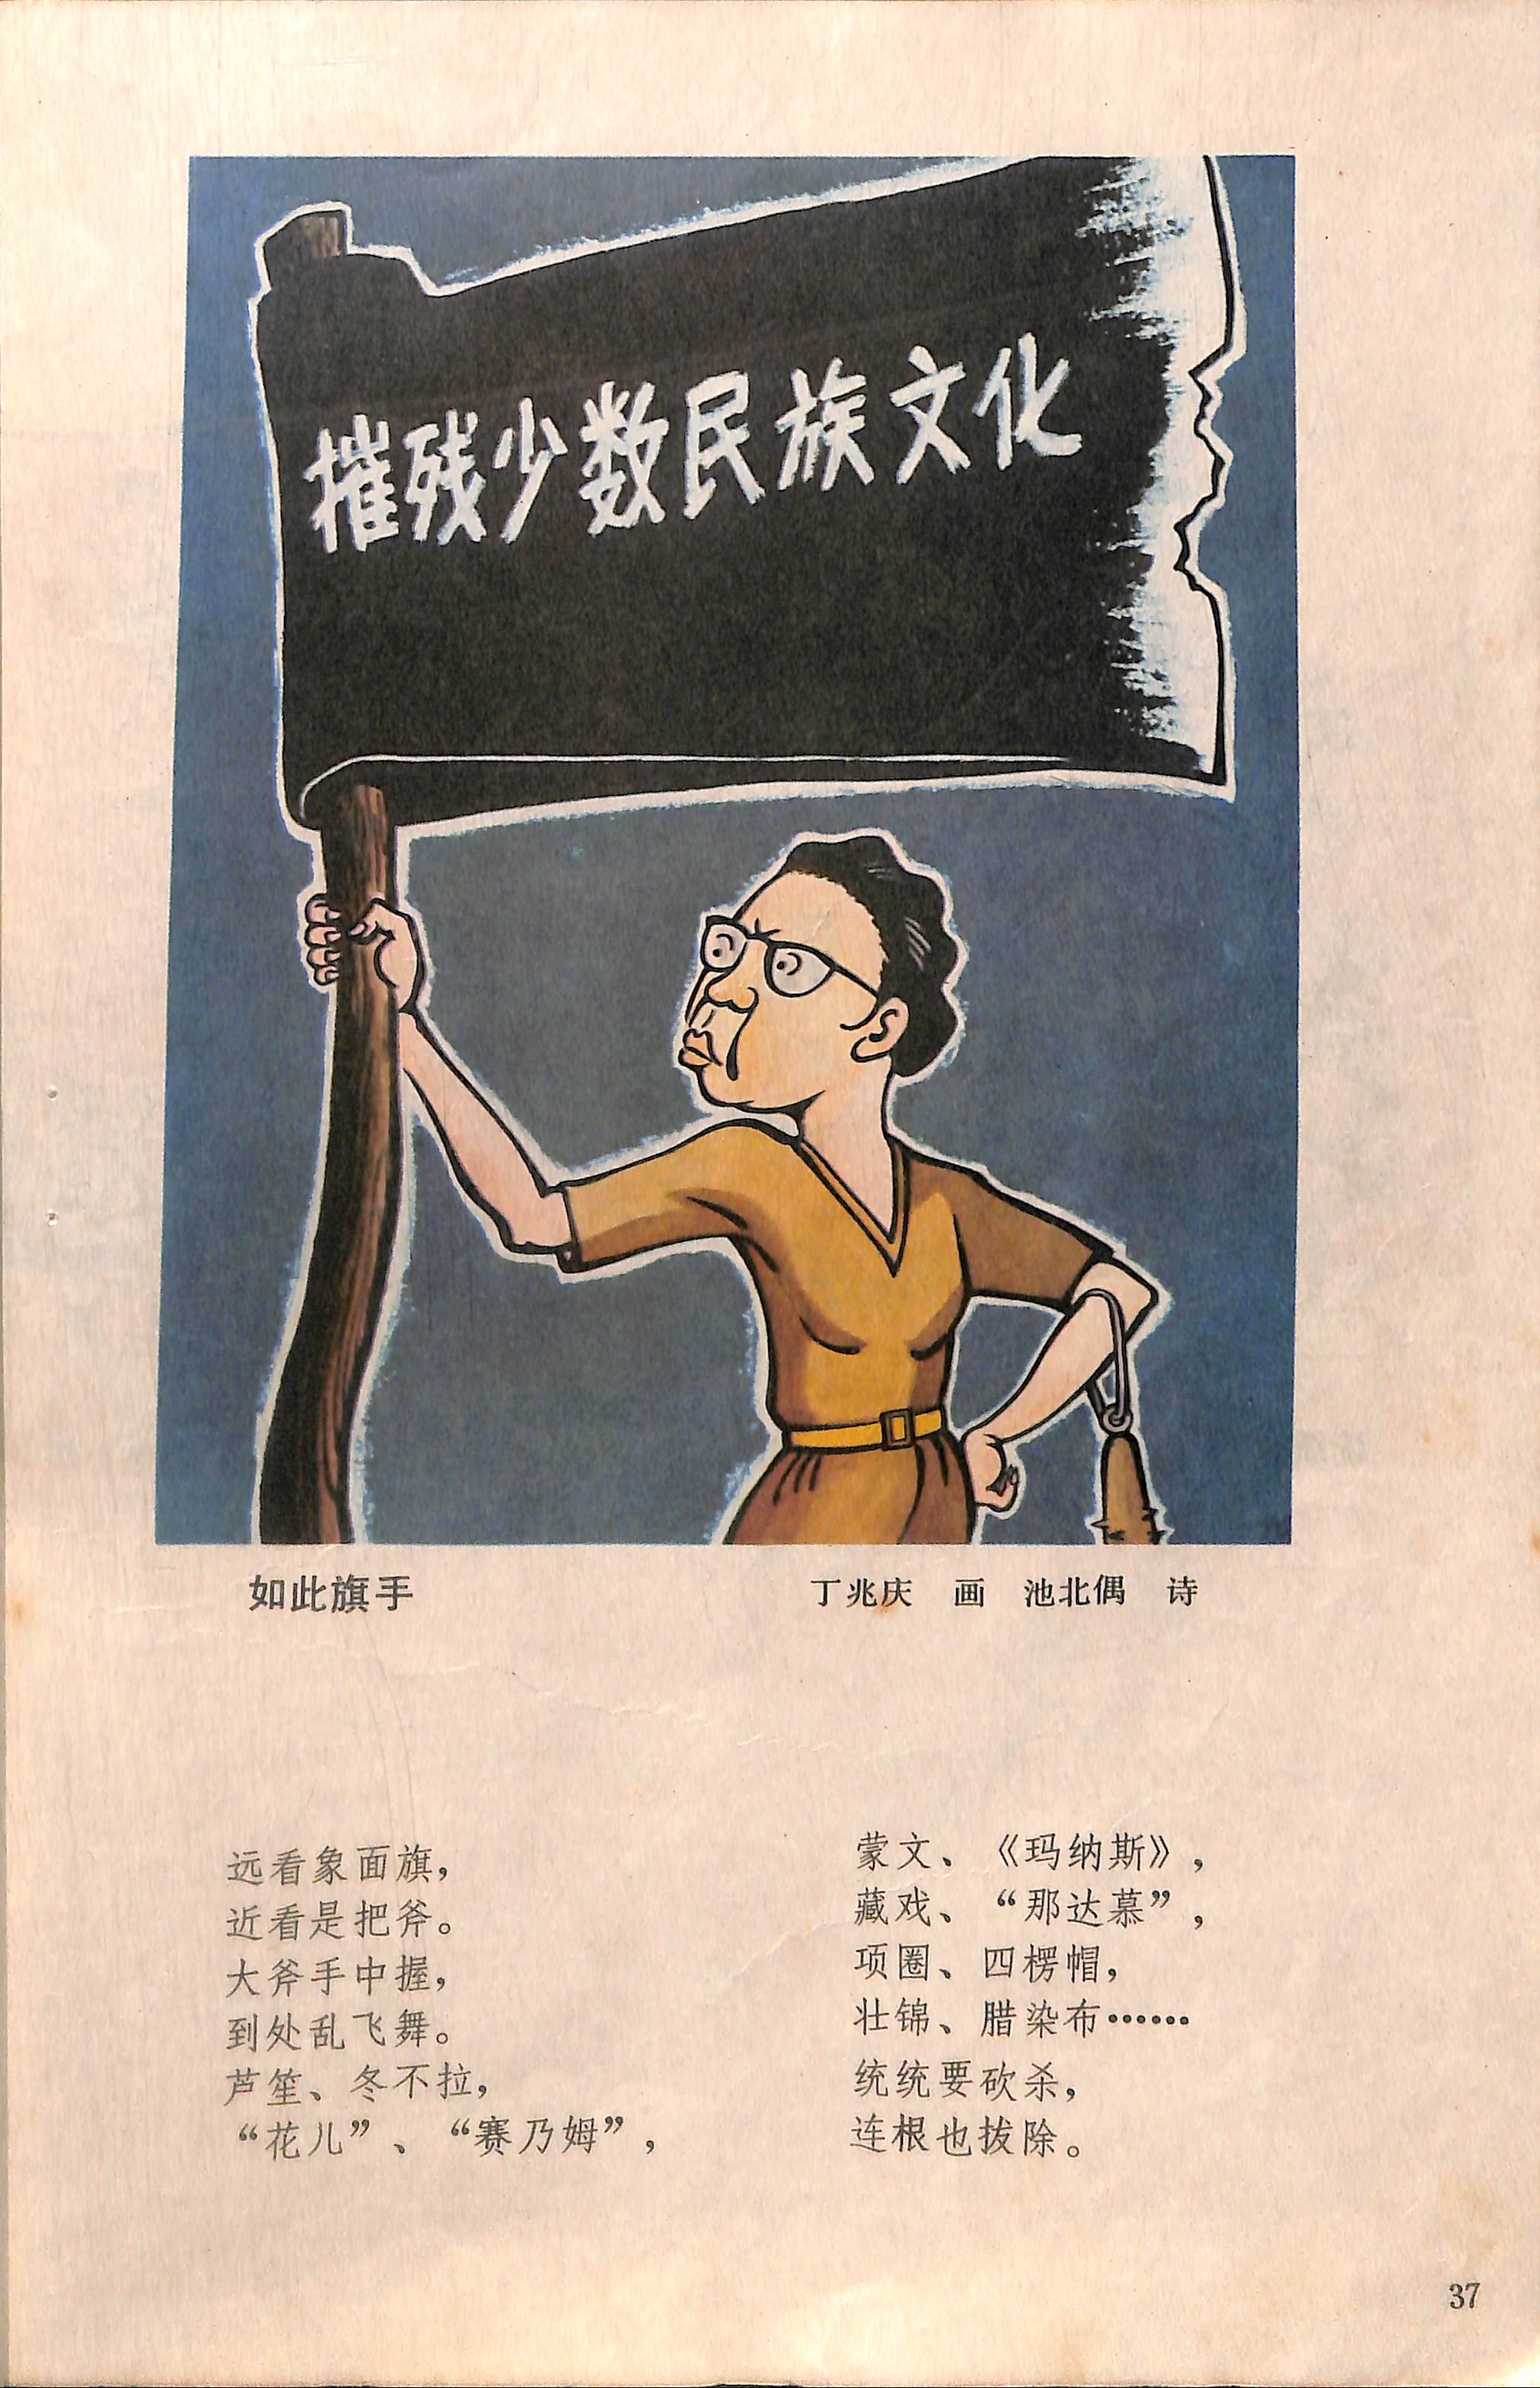 摧残少数民族文化
如此旗手
丁兆庆 画 池北偶 诗
远看象面旗，
近看是把斧。
大斧手中握，
到处乱飞舞。
芦笙、冬不拉，
“花儿”、“赛乃姆”，
蒙文、《玛纳斯》，
藏戏、“那达慕”，
项圈、四楞帽，
壮锦、腊染布……
统统要砍杀，
连根也拔除。
37